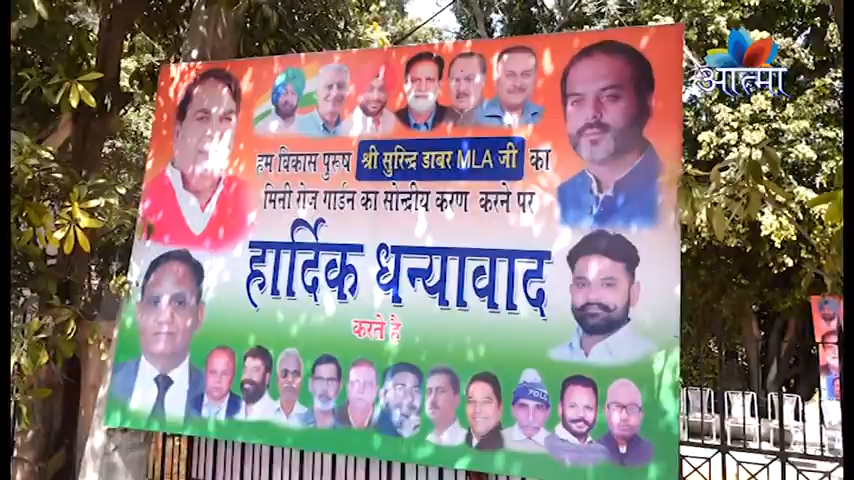 आत्मा
हम विकास पुरुष श्री सुरिन्द्र डाबर MLA जी का
मिनी रोज गार्डन का सोन्द्रीय करण करने पर
हार्दिक धन्यावाद
करते है